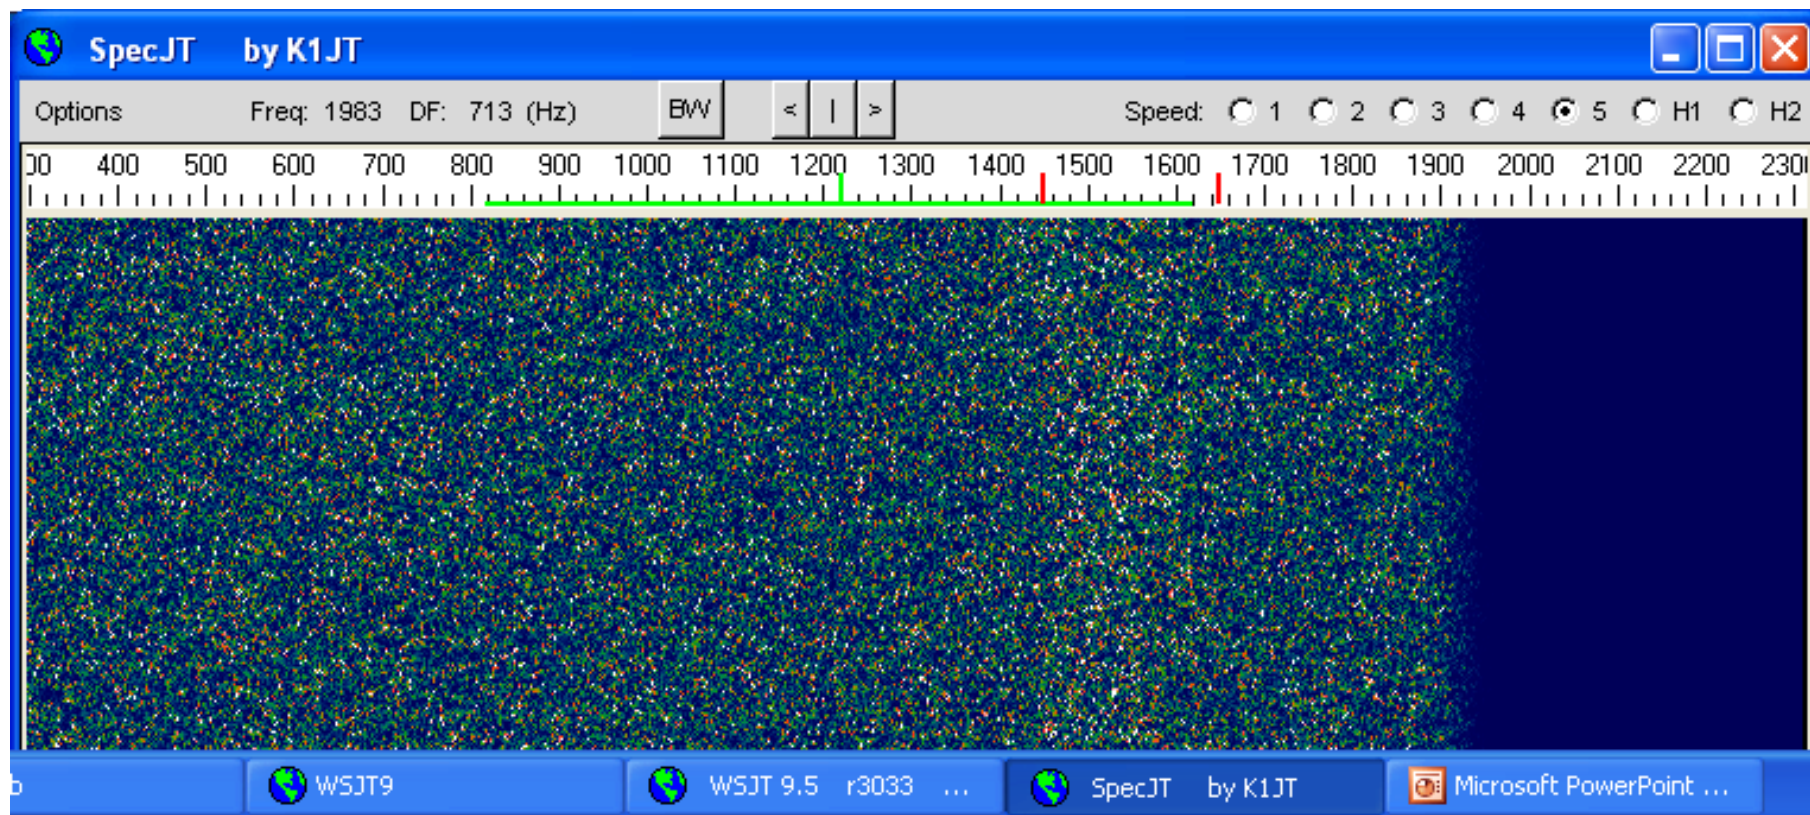 SpecJT by K1JT
Options Freq: 1983 DF: 713 (Hz) BW < | > Speed: 1 2 3 4 5 H1 H2
00 400 500 600 700 800 900 1000 1100 1200 1300 1400 1500 1600 1700 1800 1900 2000 2100 2200 2300
b WSJT9 WSJT 9.5 r3033 ... SpecJT by K1JT Microsoft PowerPoint ...